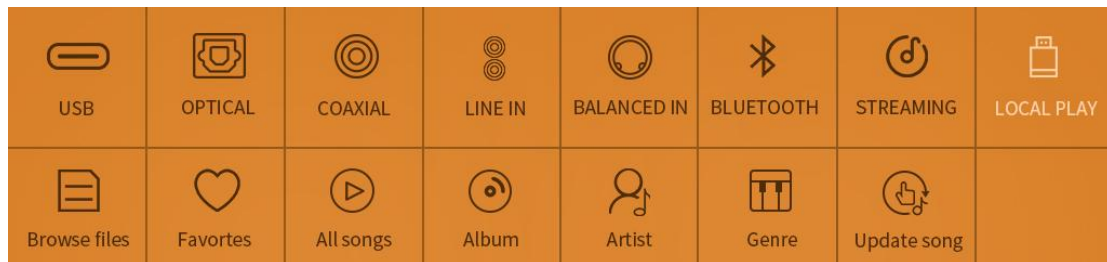 USB
OPTICAL
COAXIAL
LINE IN
BALANCED IN
BLUETOOTH
STREAMING
LOCAL PLAY
Browse files
Favortes
All songs
Album
Artist
Genre
Update song